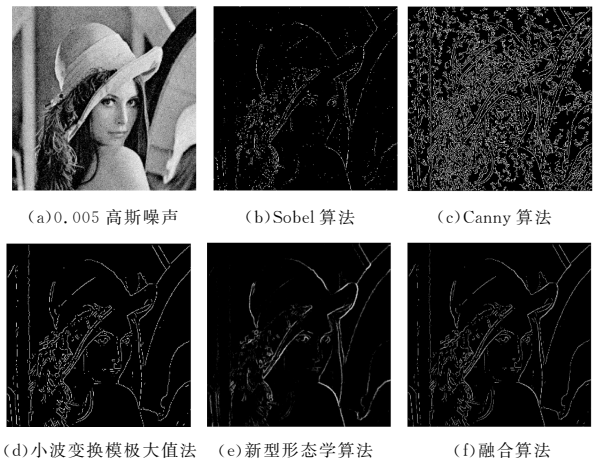 (a)0.005 高斯噪声
(b)Sobel 算法
(c)Canny 算法
(d)小波变换模极大值法
(e)新型形态学算法
(f)融合算法